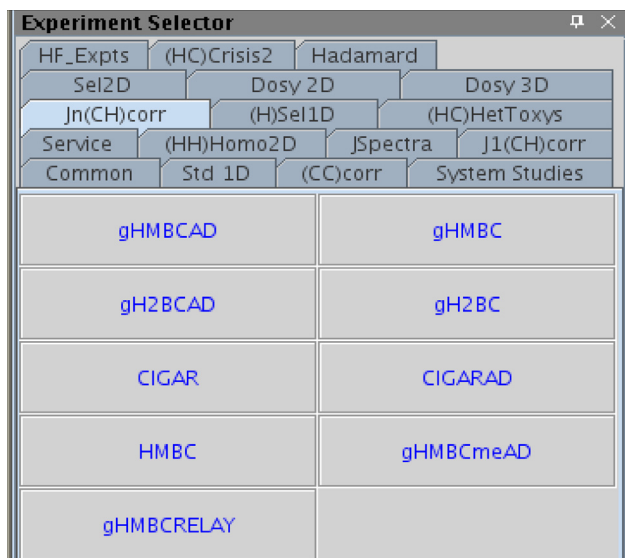 Experiment Selector
HF_Expts (HC)Crisis2 Hadamard
Sel2D Dosy 2D Dosy 3D
Jn(CH)corr (H)Sel1D (HC)HetToxys
Service (HH)Homo2D JSpectra J1(CH)corr
Common Std 1D (CC)corr System Studies
gHMBCAD gHMBC
gH2BCAD gH2BC
CIGAR CIGARAD
HMBC gHMBCmeAD
gHMBCRELAY